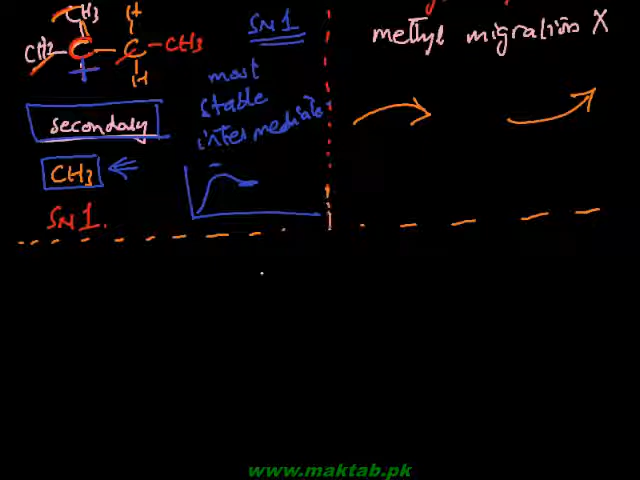 CH3 H
CH3 - C - C - CH3
+ H
secondary
CH3
SN1.
SN1
most
stable
intermediate
methyl migration X
www.maktab.pk